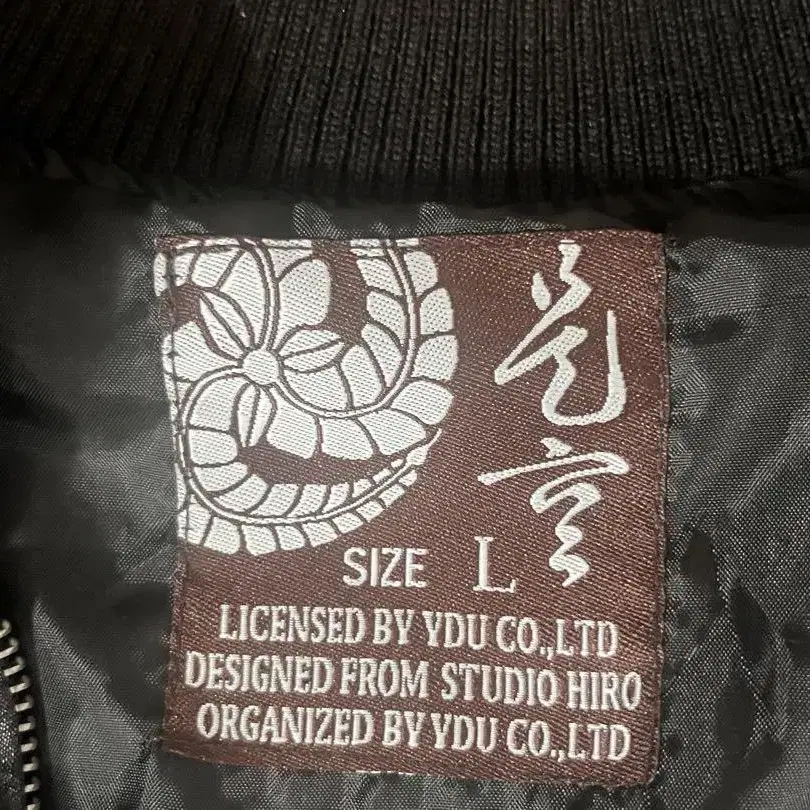 SIZE L
LICENSED BY YDU CO.,LTD
DESIGNED FROM STUDIO HIRO
ORGANIZED BY YDU CO.,LTD